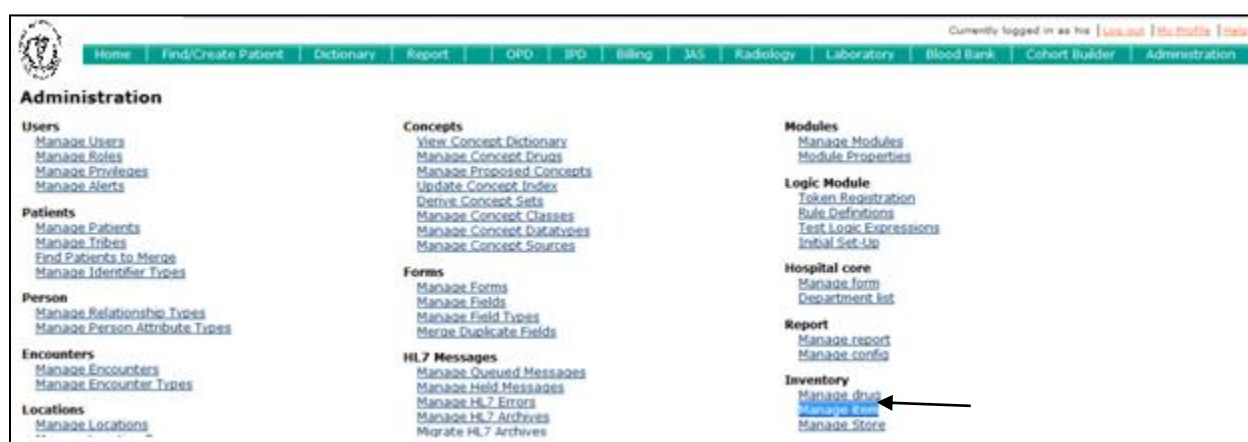 Currently logged in as his | Log out | My Profile | Help
Home | Find/Create Patient | Dictionary | Report | OPD | IPD | Billing | JAS | Radiology | Laboratory | Blood Bank | Cohort Builder | Administration
Administration
Users
Manage Users
Manage Roles
Manage Privileges
Manage Alerts
Patients
Manage Patients
Manage Tribes
Find Patients to Merge
Manage Identifier Types
Person
Manage Relationship Types
Manage Person Attribute Types
Encounters
Manage Encounters
Manage Encounter Types
Locations
Manage Locations
Concepts
View Concept Dictionary
Manage Concept Drugs
Manage Proposed Concepts
Update Concept Index
Derive Concept Sets
Manage Concept Classes
Manage Concept Datatypes
Manage Concept Sources
Forms
Manage Forms
Manage Fields
Manage Field Types
Merge Duplicate Fields
HL7 Messages
Manage Queued Messages
Manage Held Messages
Manage HL7 Errors
Manage HL7 Archives
Migrate HL7 Archives
Modules
Manage Modules
Module Properties
Logic Module
Token Registration
Rule Definitions
Test Logic Expressions
Initial Set-Up
Hospital core
Manage form
Department list
Report
Manage report
Manage config
Inventory
Manage drug
Manage item
Manage Store